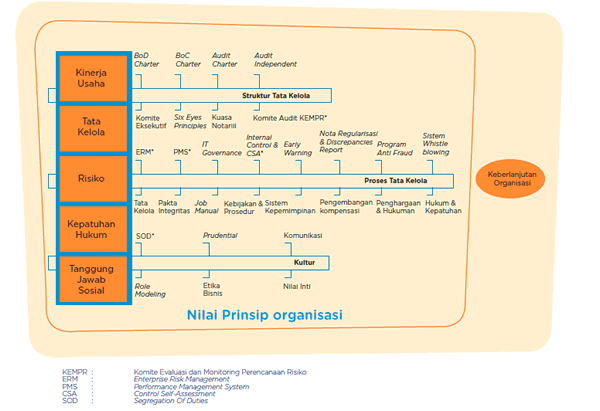 BoD
Charter
BoC
Charter
Audit
Charter
Audit
Independent
Kinerja
Usaha
Struktur Tata Kelola
Komite
Eksekutif
Six Eyes
Principles
Kuasa
Notariil
Komite Audit KEMPR*
Tata
Kelola
ERM*
PMS*
IT
Governance
Internal
Control &
CSA*
Early
Warning
Nota Regularisasi
& Discrepancies
Report
Program
Anti Fraud
Sistem
Whistle
blowing
Risiko
Proses Tata Kelola
Keberlanjutan
Organisasi
Tata
Kelola
Pakta
Integritas
Job
Manual
Kebijakan &
Prosedur
Sistem
Kepemimpinan
Pengembangan
kompensasi
Penghargaan
& Hukuman
Hukum &
Kepatuhan
Kepatuhan
Hukum
SOD*
Prudential
Komunikasi
Kultur
Tanggung
Jawab
Sosial
Role
Modeling
Etika
Bisnis
Nilai Inti
Nilai Prinsip organisasi
KEMPR : Komite Evaluasi dan Monitoring Perencanaan Risiko
ERM : Enterprise Risk Management
PMS : Performance Management System
CSA : Control Self-Assessment
SOD : Segregation Of Duties